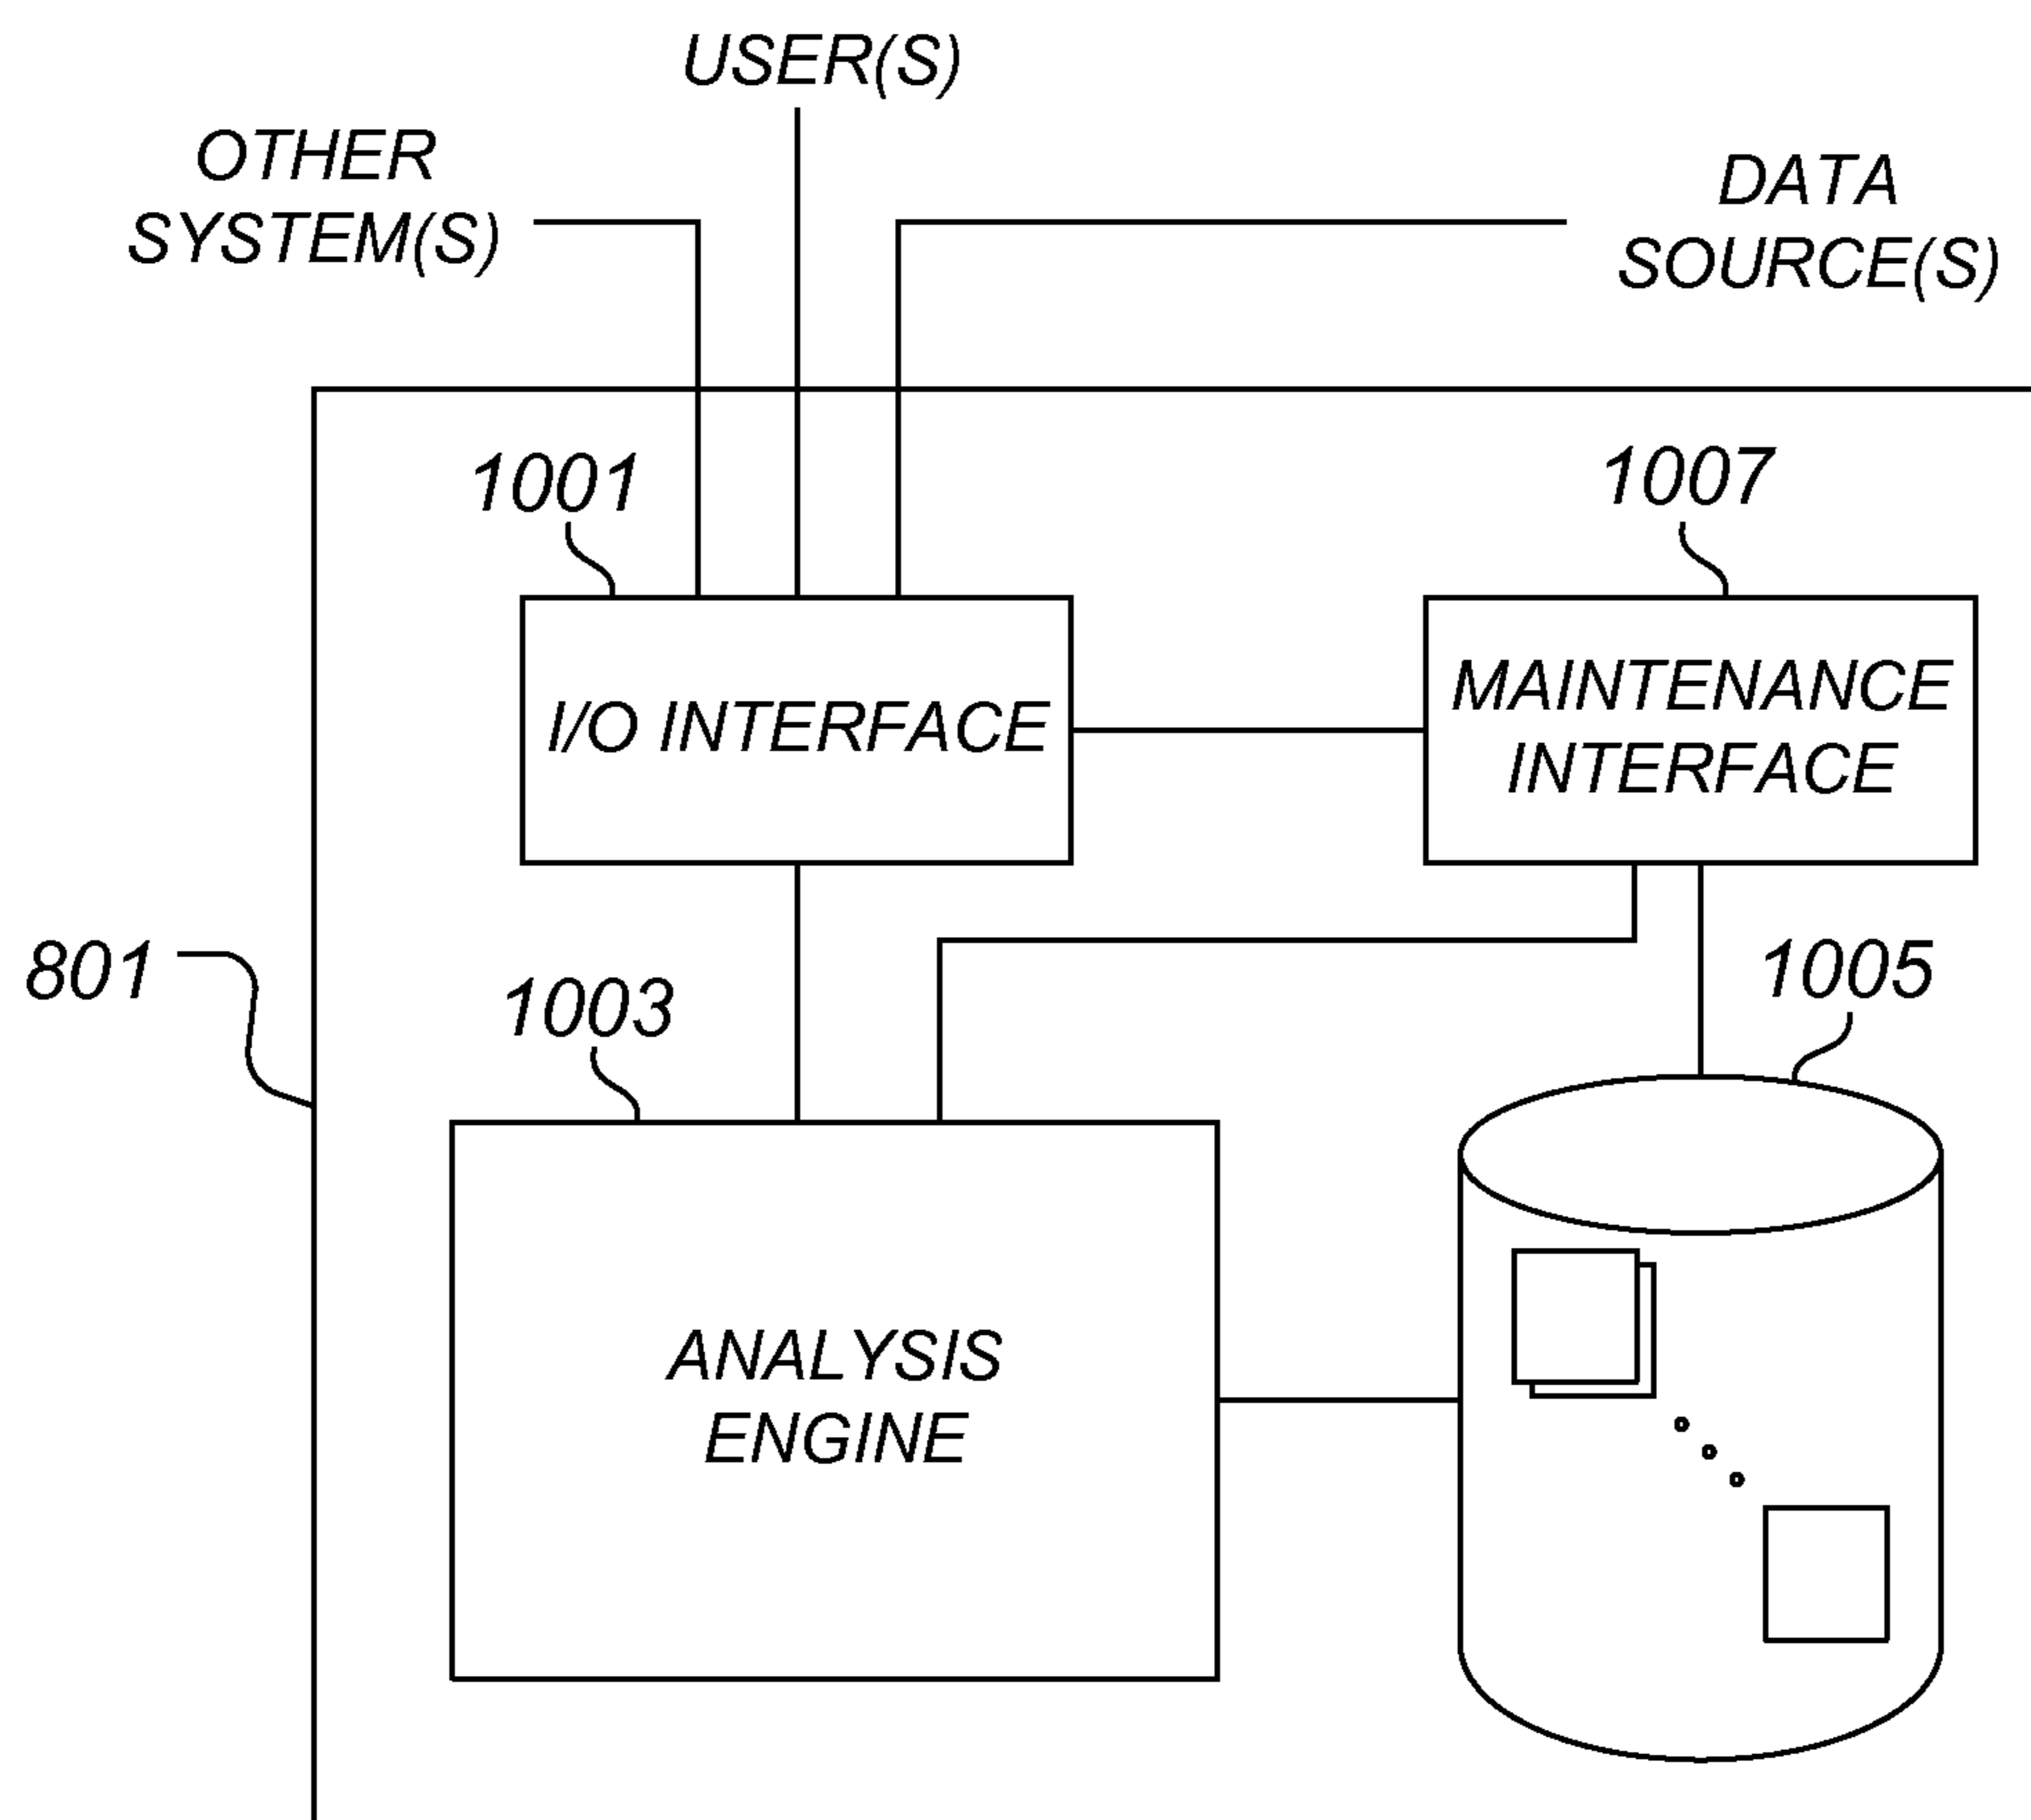 USER(S)
OTHER
SYSTEM(S)
DATA
SOURCE(S)
1001
1007
I/O INTERFACE
MAINTENANCE
INTERFACE
801
1003
1005
ANALYSIS
ENGINE